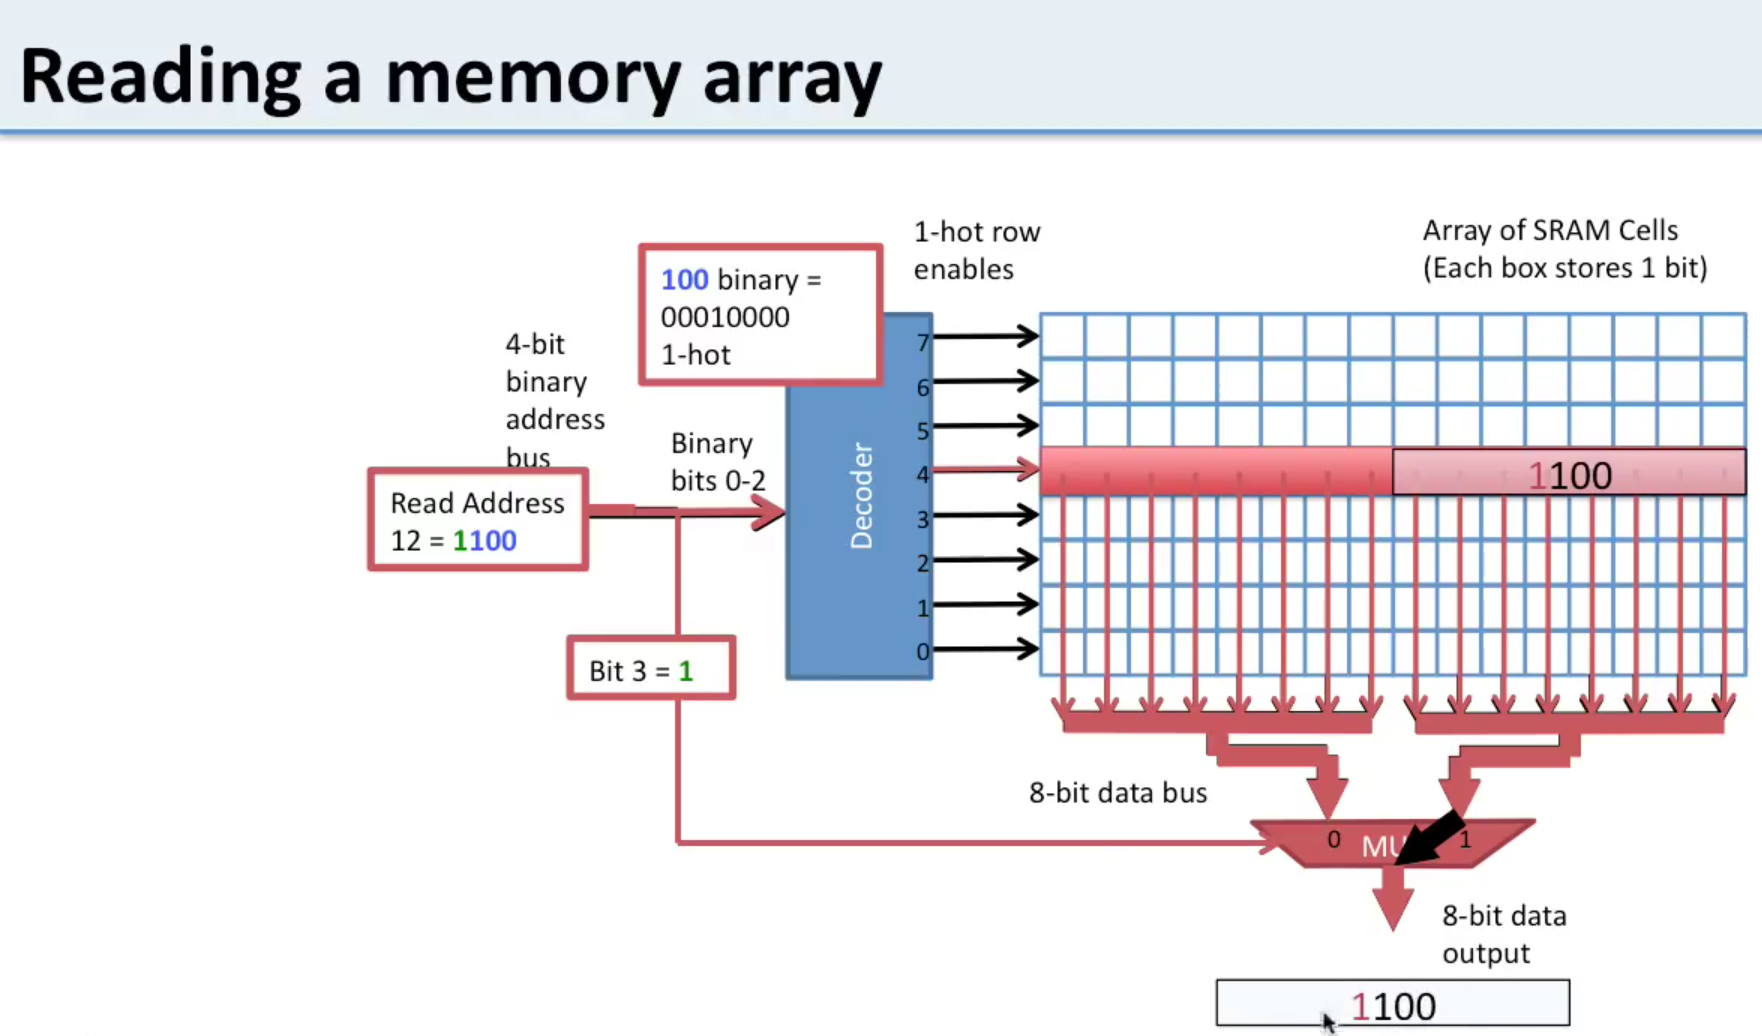 Reading a memory array
1-hot row
enables
Array of SRAM Cells
(Each box stores 1 bit)
100 binary =
00010000
1-hot
4-bit
binary
address
bus
Binary
bits 0-2
Read Address
12 = 1100
Bit 3 = 1
Decoder
7
6
5
4
3
2
1
0
1100
8-bit data bus
0
MU
1
8-bit data
output
1100